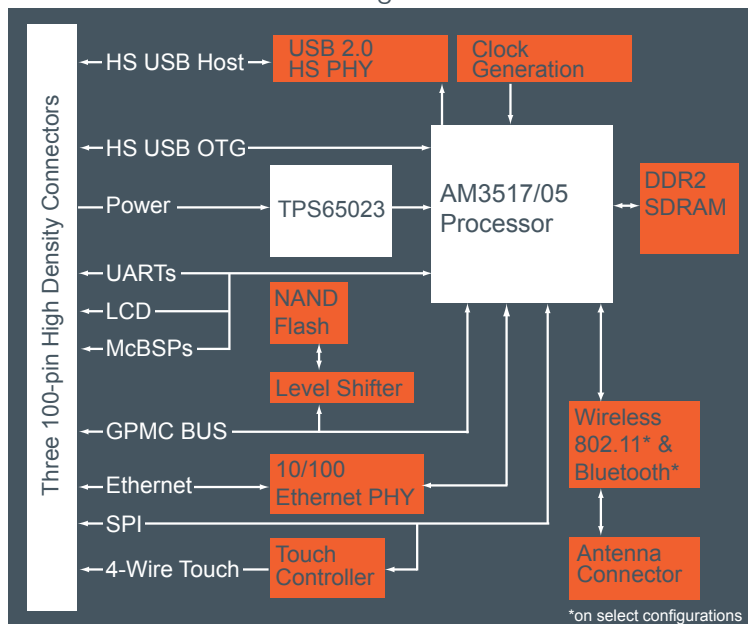 Three 100-pin High Density Connectors
HS USB Host
USB 2.0
HS PHY
Clock
Generation
HS USB OTG
Power
TPS65023
AM3517/05
Processor
DDR2
SDRAM
UARTs
LCD
McBSPs
NAND
Flash
Level Shifter
GPMC BUS
Wireless
802.11* &
Bluetooth*
Ethernet
10/100
Ethernet PHY
SPI
4-Wire Touch
Touch
Controller
Antenna
Connector
*on select configurations